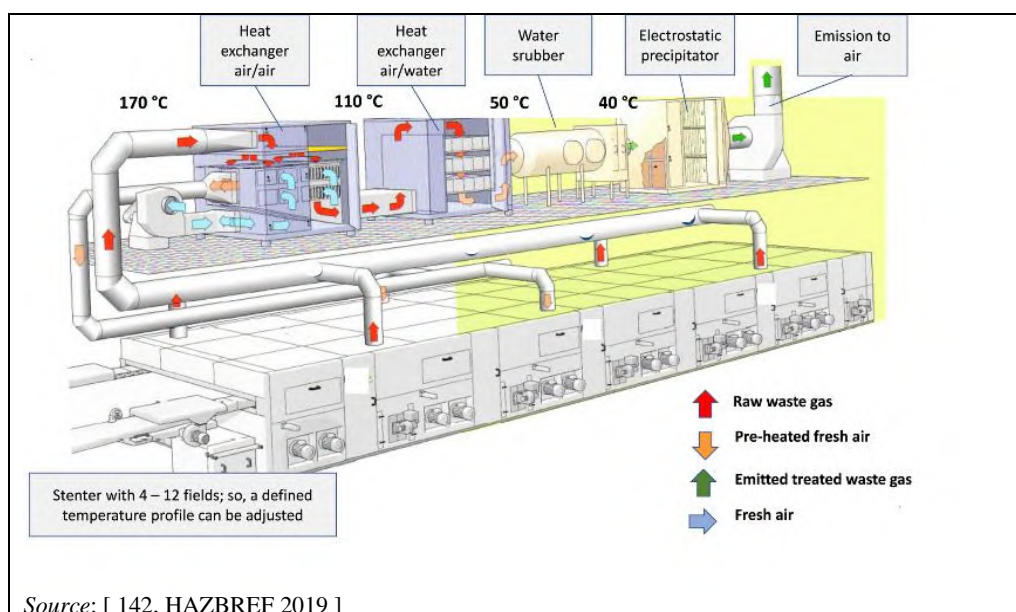 Heat
exchanger
air/air
Heat
exchanger
air/water
Water
srubber
Electrostatic
precipitator
Emission to
air
170 °C
110 °C
50 °C
40 °C
Raw waste gas
Pre-heated fresh air
Emitted treated waste gas
Fresh air
Stenter with 4 – 12 fields; so, a defined
temperature profile can be adjusted
Source: [ 142, HAZBREF 2019 ]